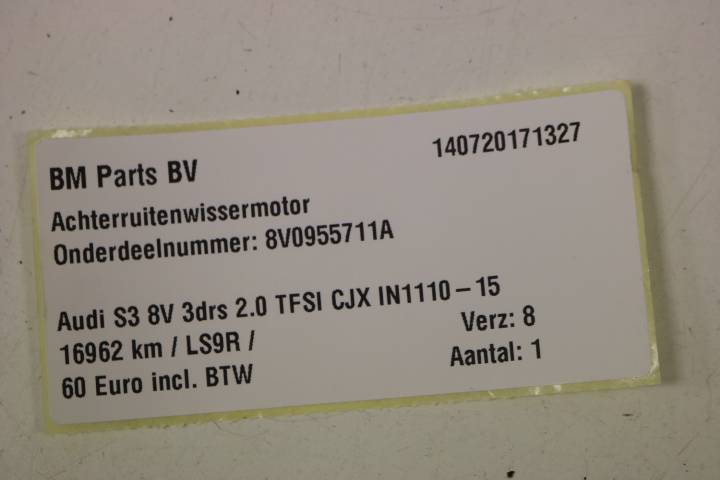 BM Parts BV 140720171327
Achterruitenwissermotor
Onderdeelnummer: 8V0955711A
Audi S3 8V 3drs 2.0 TFSI CJX IN1110-15
16962 km / LS9R / Verz: 8
60 Euro incl. BTW Aantal: 1